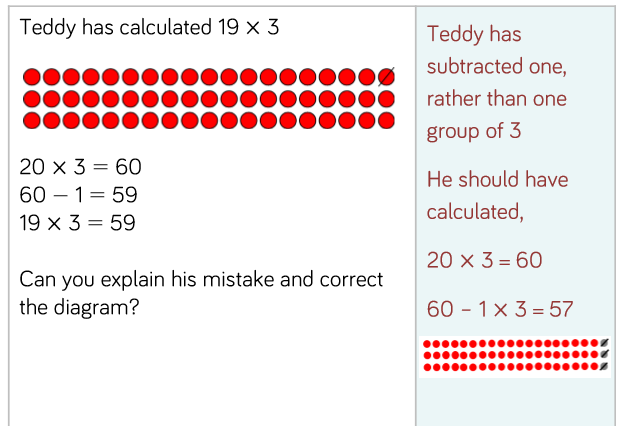 Teddy has calculated 19 × 3
20 × 3 = 60
60 – 1 = 59
19 × 3 = 59
Can you explain his mistake and correct
the diagram?
Teddy has
subtracted one,
rather than one
group of 3
He should have
calculated,
20 × 3 = 60
60 – 1 × 3 = 57